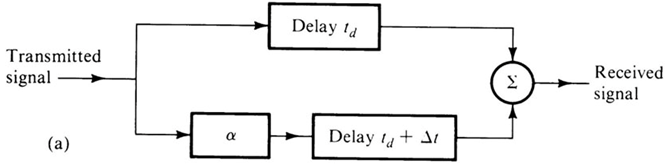 Delay t_d
Transmitted
signal
Σ
Received
signal
(a)
α
Delay t_d + Δt